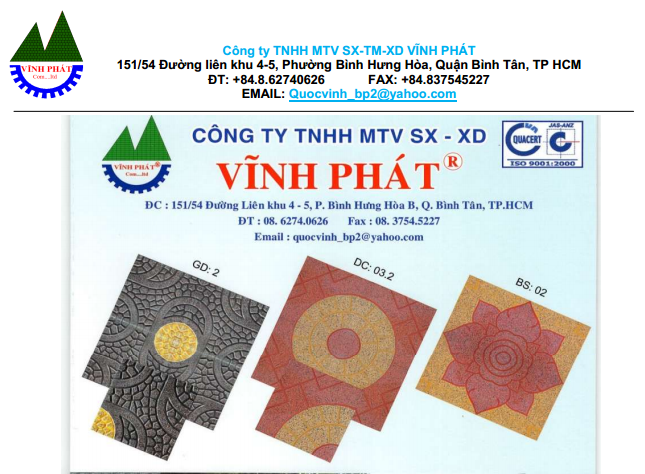 VĨNH PHÁT
Com....ltd
Công ty TNHH MTV SX-TM-XD VĨNH PHÁT
151/54 Đường liên khu 4-5, Phường Bình Hưng Hòa, Quận Bình Tân, TP HCM
ĐT: +84.8.62740626 FAX: +84.837545227
EMAIL: Quocvinh_bp2@yahoo.com
VĨNH PHÁT®
Com....ltd
CÔNG TY TNHH MTV SX - XD
VĨNH PHÁT®
QUACERT
JAS-ANZ
ISO 9001:2000
ĐC : 151/54 Đường Liên khu 4 - 5, P. Bình Hưng Hòa B, Q. Bình Tân, TP.HCM
ĐT : 08. 6274.0626 Fax : 08. 3754.5227
Email : quocvinh_bp2@yahoo.com
GD: 2
DC: 03.2
BS: 02